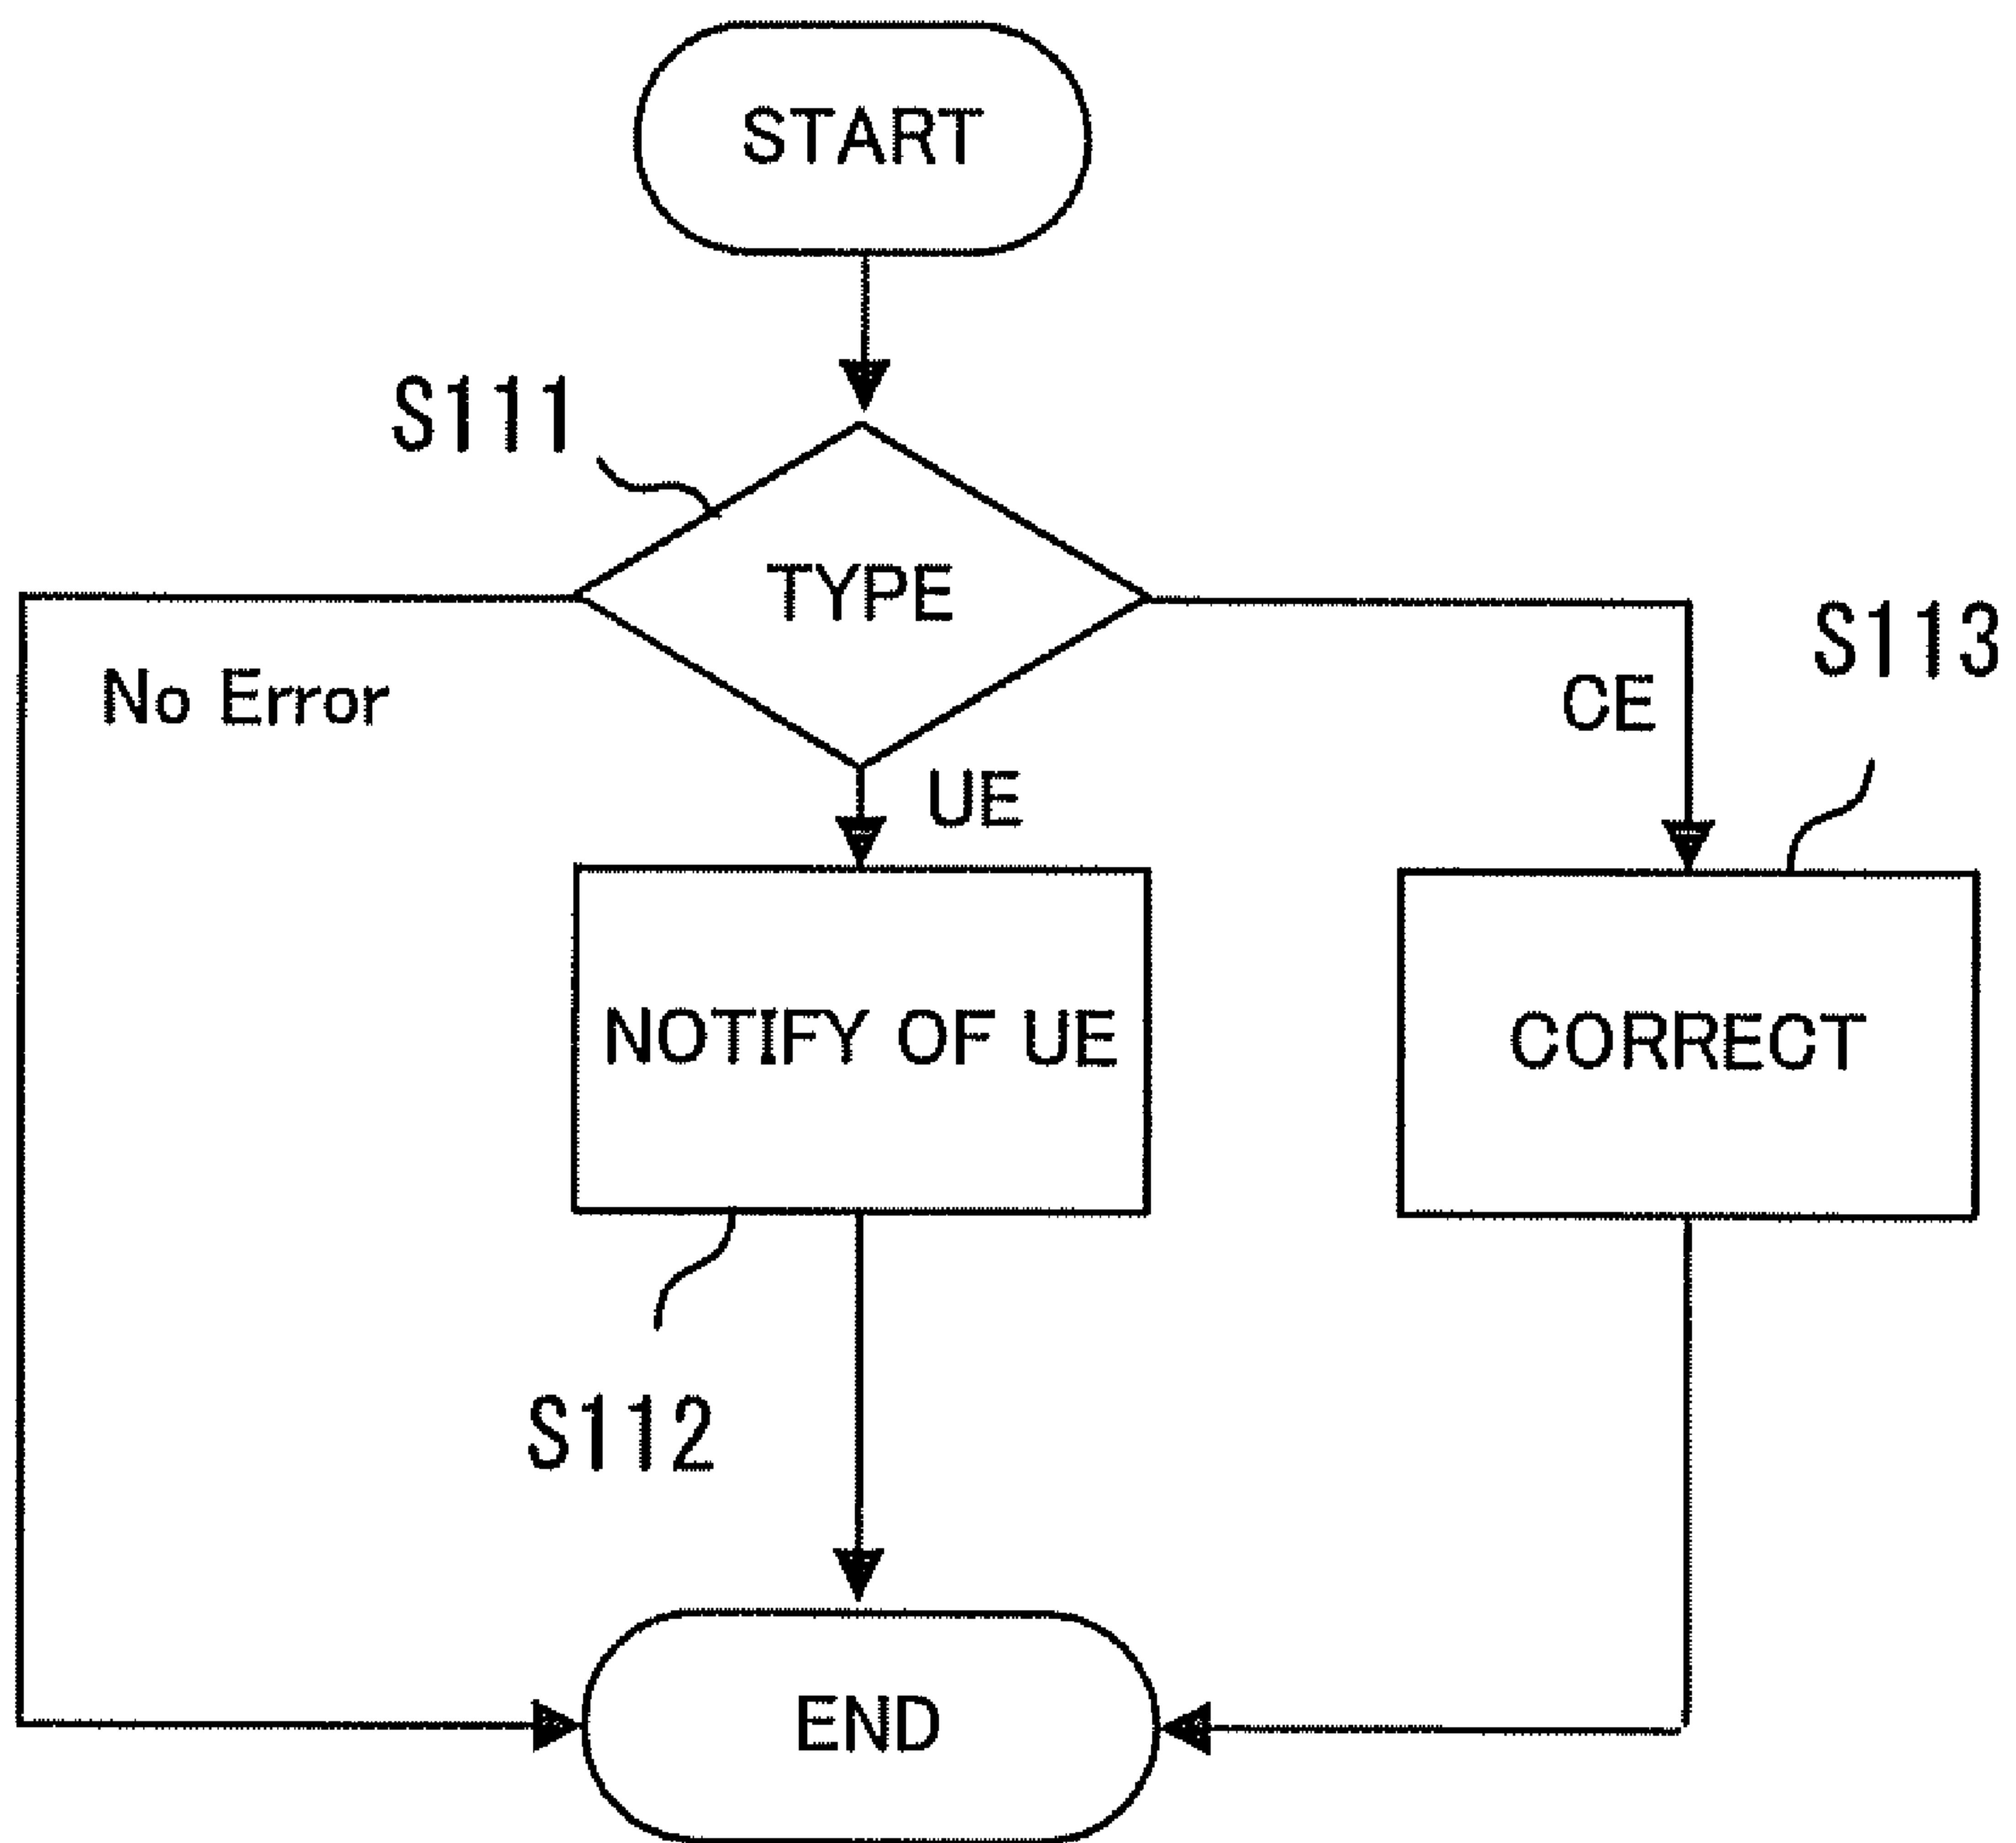 START
S111
TYPE
S113
No Error
CE
UE
NOTIFY OF UE
CORRECT
S112
END